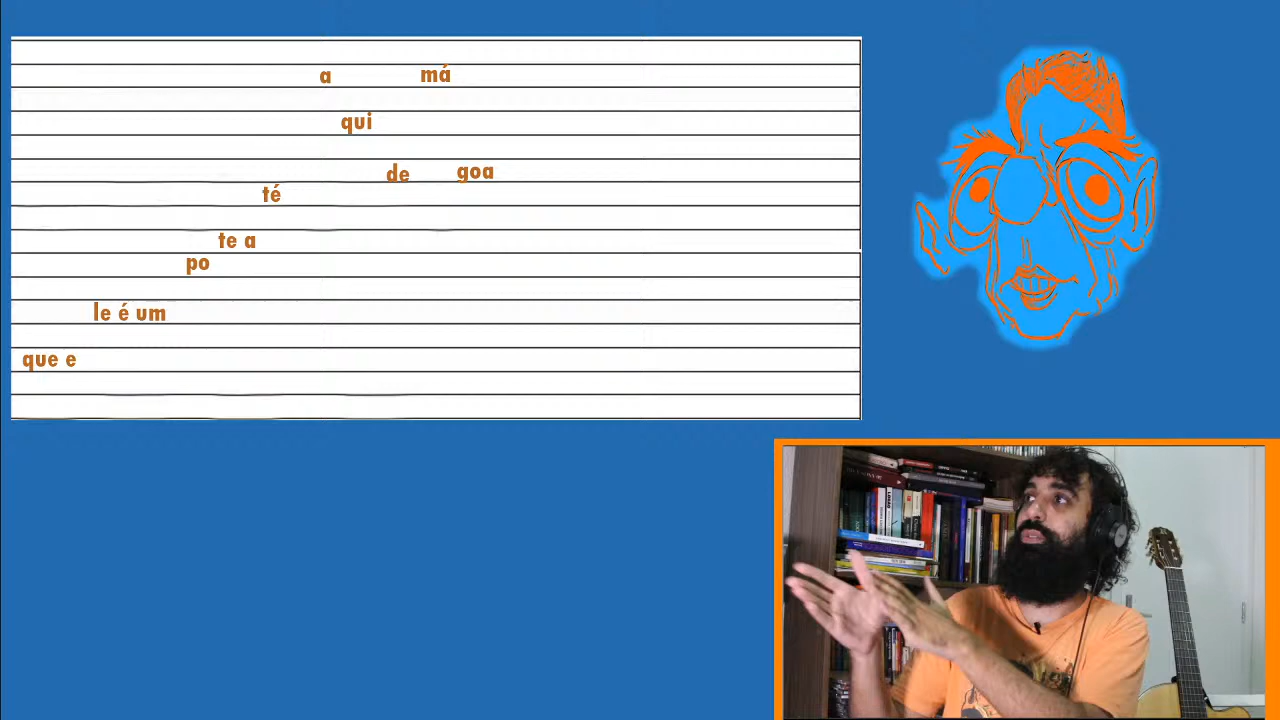 a má
qui
de goa
té
te a
po
le é um
que e